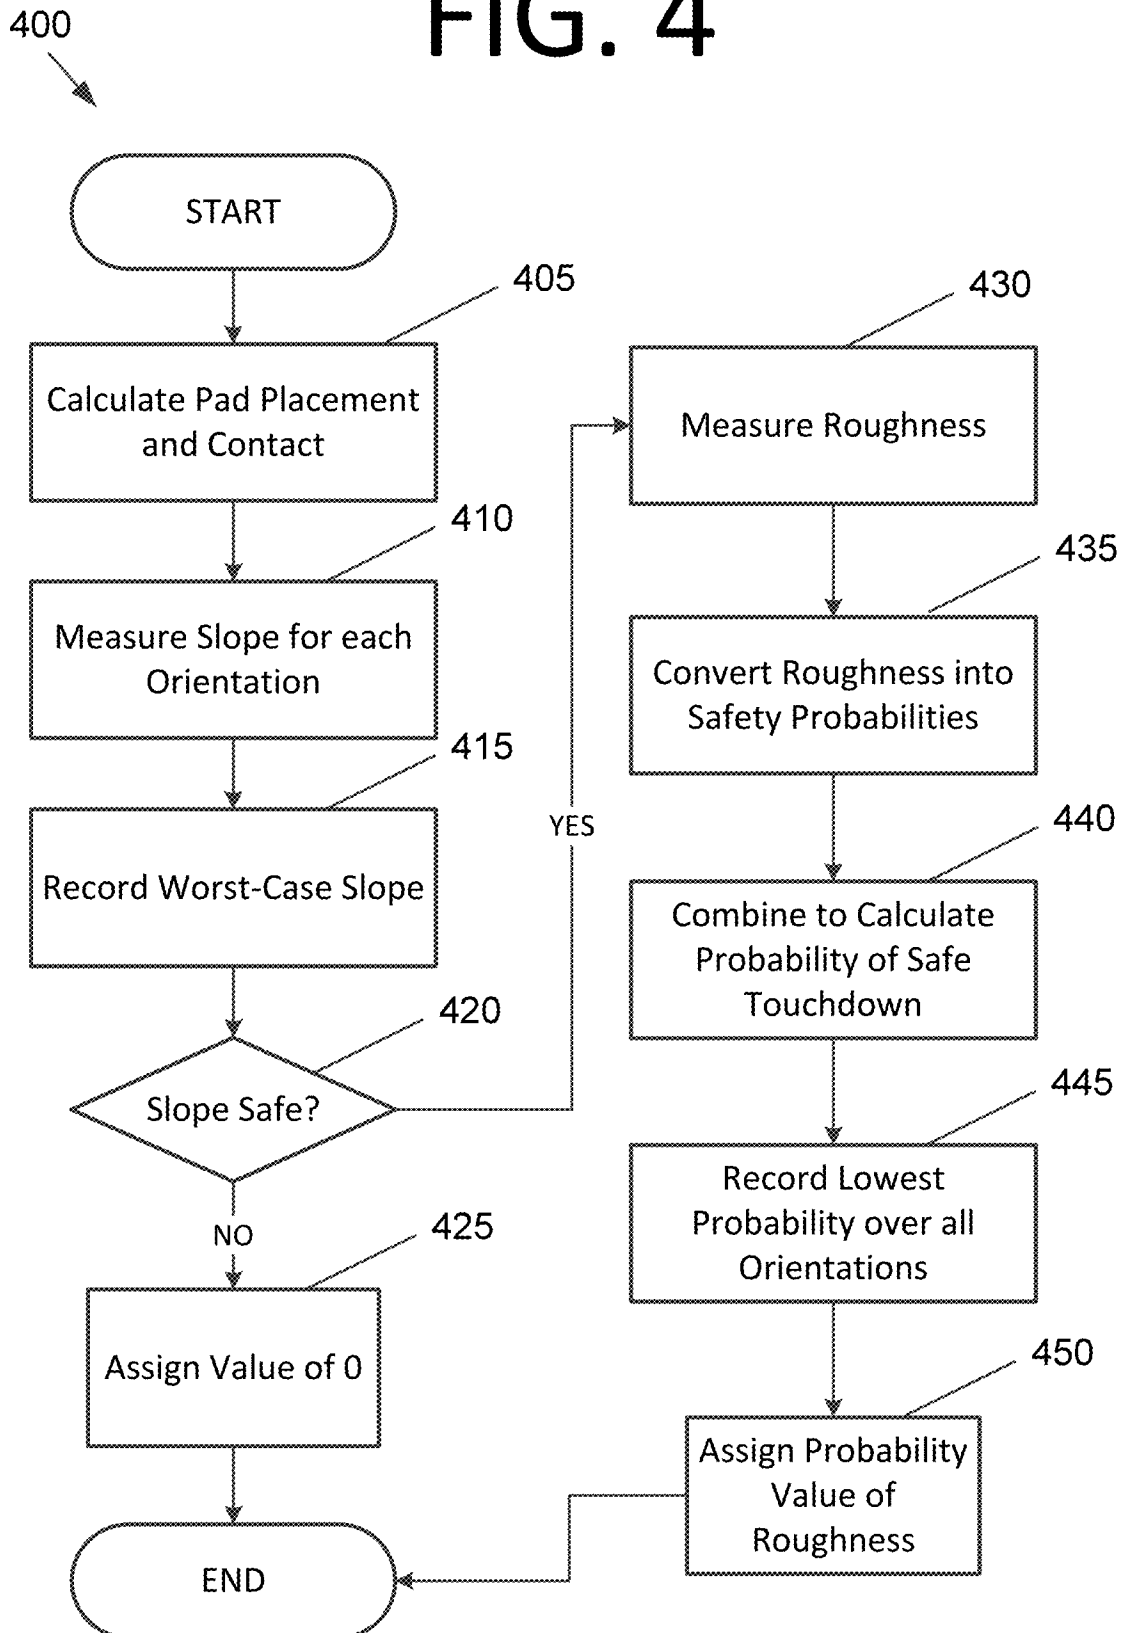 FIG. 4
400
START
405
Calculate Pad Placement
and Contact
410
Measure Slope for each
Orientation
415
Record Worst-Case Slope
420
Slope Safe?
YES
NO
425
Assign Value of 0
END
430
Measure Roughness
435
Convert Roughness into
Safety Probabilities
440
Combine to Calculate
Probability of Safe
Touchdown
445
Record Lowest
Probability over all
Orientations
450
Assign Probability
Value of
Roughness